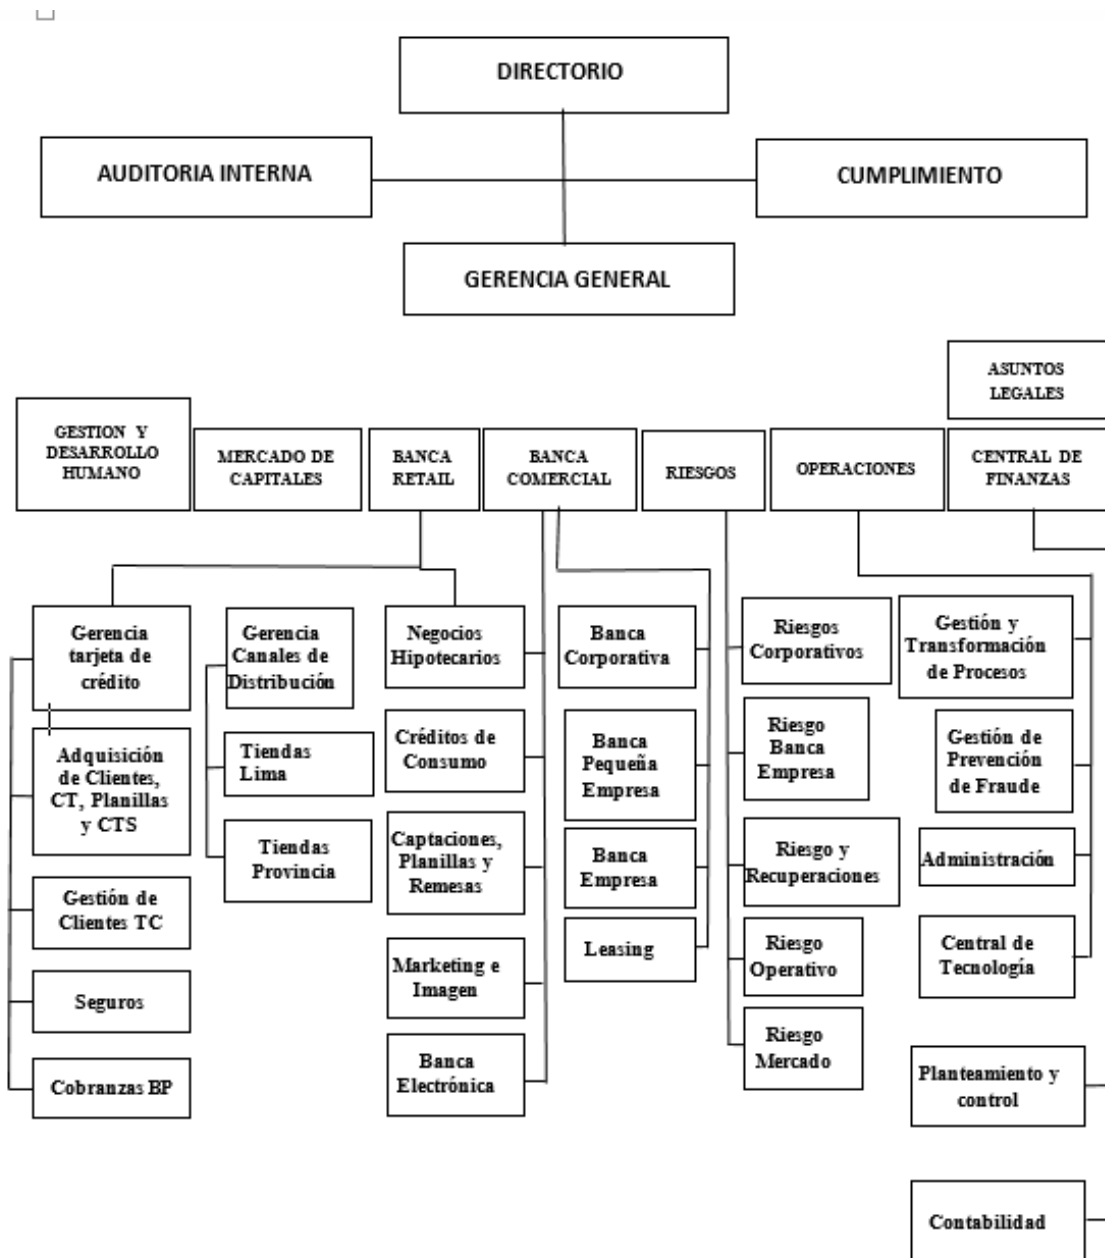 DIRECTORIO
AUDITORIA INTERNA
CUMPLIMIENTO
GERENCIA GENERAL
ASUNTOS
LEGALES
GESTION Y
DESARROLLO
HUMANO
MERCADO DE
CAPITALES
BANCA
RETAIL
BANCA
COMERCIAL
RIESGOS
OPERACIONES
CENTRAL DE
FINANZAS
Gerencia
tarjeta de
crédito
Adquisición
de Clientes,
CT, Planillas
y CTS
Gestión de
Clientes TC
Seguros
Cobranzas BP
Gerencia
Canales de
Distribución
Tiendas
Lima
Tiendas
Provincia
Negocios
Hipotecarios
Créditos de
Consumo
Captaciones,
Planillas y
Remesas
Marketing e
Imagen
Banca
Electrónica
Banca
Corporativa
Banca
Pequeña
Empresa
Banca
Empresa
Leasing
Riesgos
Corporativos
Riesgo
Banca
Empresa
Riesgo y
Recuperaciones
Riesgo
Operativo
Riesgo
Mercado
Gestión y
Transformación
de Procesos
Gestión de
Prevención
de Fraude
Administración
Central de
Tecnología
Planteamiento y
control
Contabilidad